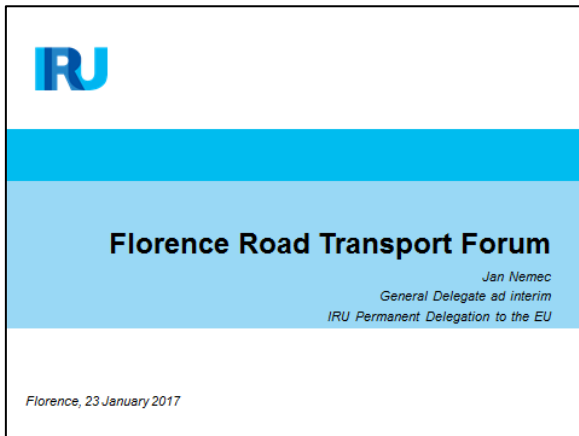 IRU
Florence Road Transport Forum
Jan Nemec
General Delegate ad interim
IRU Permanent Delegation to the EU
Florence, 23 January 2017